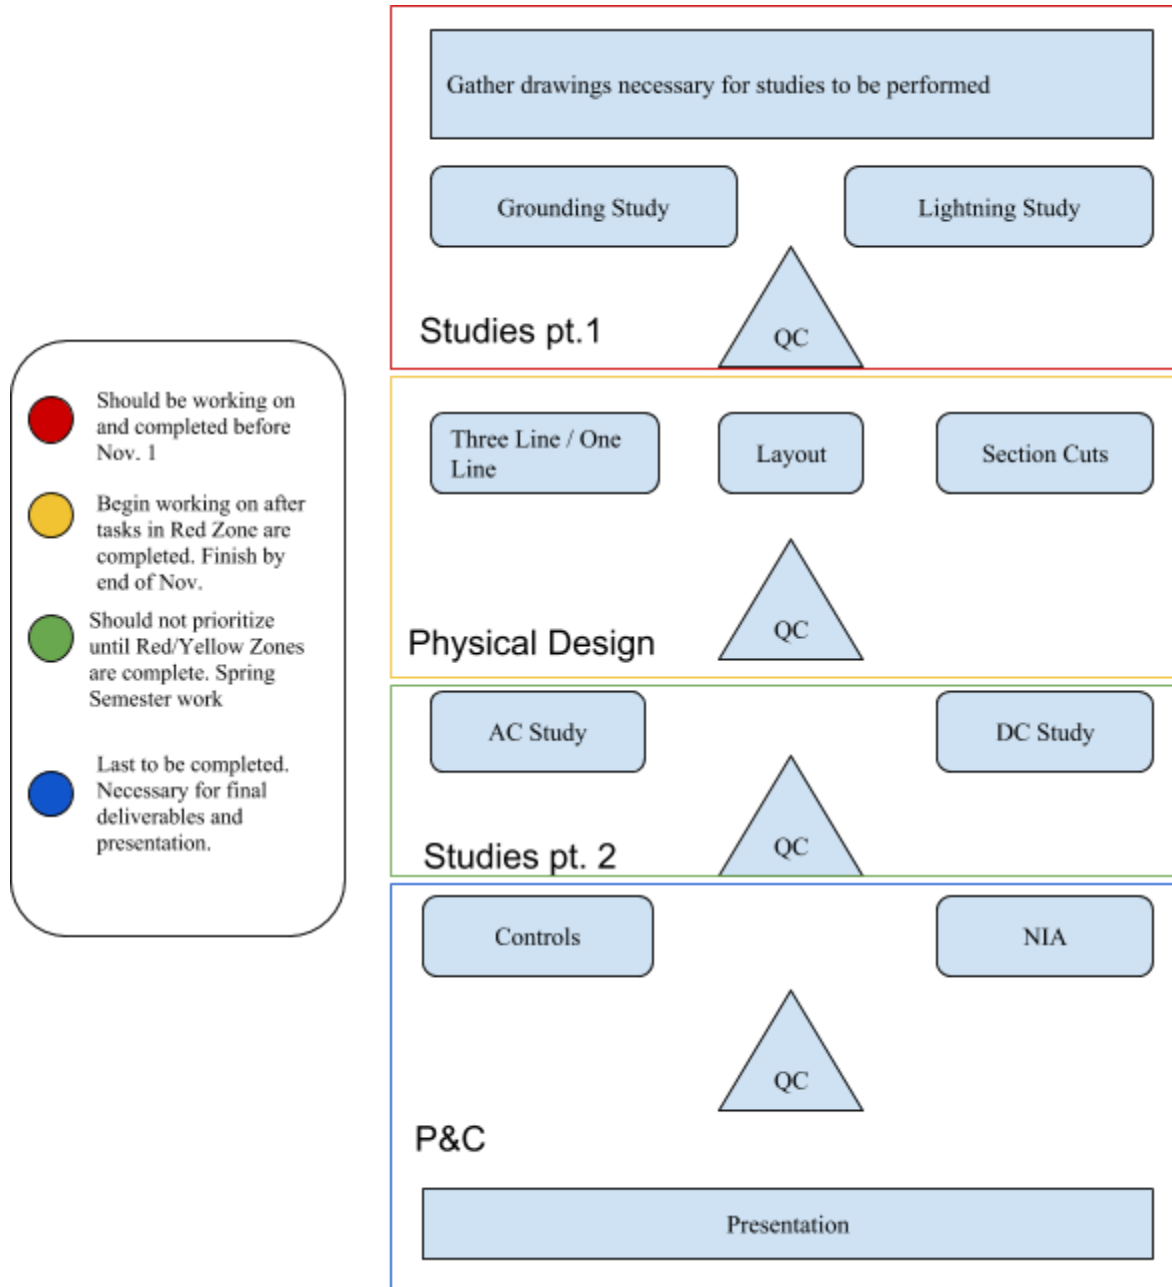 Gather drawings necessary for studies to be performed
Grounding Study
Lightning Study
QC
Studies pt.1
Should be working on
and completed before
Nov. 1
Begin working on after
tasks in Red Zone are
completed. Finish by
end of Nov.
Should not prioritize
until Red/Yellow Zones
are complete. Spring
Semester work
Last to be completed.
Necessary for final
deliverables and
presentation.
Three Line / One
Line
Layout
Section Cuts
QC
Physical Design
AC Study
DC Study
QC
Studies pt. 2
Controls
NIA
QC
P&C
Presentation